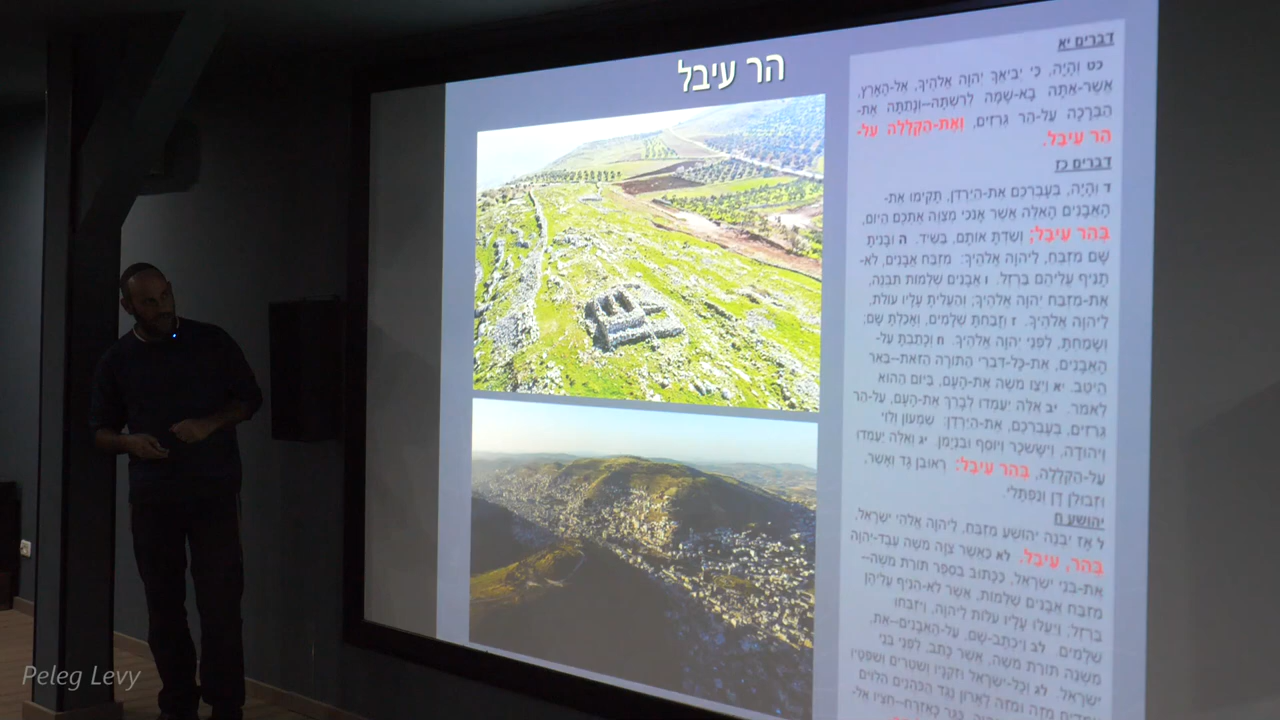 הר עיבל
דברים יא
כט וְהָיָה, כִּי יְבִיאֲךָ יְהוָה אֱלֹהֶיךָ, אֶל-הָאָרֶץ,
אֲשֶׁר-אַתָּה בָא-שָׁמָּה לְרִשְׁתָּהּ--וְנָתַתָּה אֶת-
הַבְּרָכָה עַל-הַר גְּרִזִים, וְאֶת-הַקְּלָלָה עַל-
הַר עֵיבָל.
דברים כז
ד וְהָיָה, בְּעָבְרְכֶם אֶת-הַיַּרְדֵּן, תָּקִימוּ אֶת-
הָאֲבָנִים הָאֵלֶּה אֲשֶׁר אָנֹכִי מְצַוֶּה אֶתְכֶם הַיּוֹם,
בְּהַר עֵיבָל; וְשַׂדְתָּ אוֹתָם, בַּשִּׂיד. ה וּבָנִיתָ
שָּׁם מִזְבֵּחַ, לַיהוָה אֱלֹהֶיךָ: מִזְבַּח אֲבָנִים, לֹא-
תָנִיף עֲלֵיהֶם בַּרְזֶל. ו אֲבָנִים שְׁלֵמוֹת תִּבְנֶה,
אֶת-מִזְבַּח יְהוָה אֱלֹהֶיךָ; וְהַעֲלִיתָ עָלָיו עוֹלֹת,
לַיהוָה אֱלֹהֶיךָ. ז וְזָבַחְתָּ שְׁלָמִים, וְאָכַלְתָּ שָּׁם;
וְשָׂמַחְתָּ, לִפְנֵי יְהוָה אֱלֹהֶיךָ. ח וְכָתַבְתָּ עַל-
הָאֲבָנִים, אֶת-כָּל-דִּבְרֵי הַתּוֹרָה הַזֹּאת--בַּאֵר
הֵיטֵב. יא וַיְצַו מֹשֶׁה אֶת-הָעָם, בַּיּוֹם הַהוּא
לֵאמֹר. יב אֵלֶּה יַעַמְדוּ לְבָרֵךְ אֶת-הָעָם, עַל-הַר
גְּרִזִים, בְּעָבְרְכֶם, אֶת-הַיַּרְדֵּן: שִׁמְעוֹן וְלֵוִי
וִיהוּדָה, וְיִשָּׂשכָר וְיוֹסֵף וּבִנְיָמִן. יג וְאֵלֶּה יַעַמְדוּ
עַל-הַקְּלָלָה, בְּהַר עֵיבָל: רְאוּבֵן גָּד וְאָשֵׁר,
וּזְבוּלֻן דָּן וְנַפְתָּלִי.
יהושע ח
ל אָז יִבְנֶה יְהוֹשֻׁעַ מִזְבֵּחַ, לַיהוָה אֱלֹהֵי יִשְׂרָאֵל,
בְּהַר, עֵיבָל. לא כַּאֲשֶׁר צִוָּה מֹשֶׁה עֶבֶד-יְהוָה
אֶת-בְּנֵי יִשְׂרָאֵל, כַּכָּתוּב בְּסֵפֶר תּוֹרַת מֹשֶׁה--
מִזְבַּח אֲבָנִים שְׁלֵמוֹת, אֲשֶׁר לֹא-הֵנִיף עֲלֵיהֶן
בַּרְזֶל; וַיַּעֲלוּ עָלָיו עֹלוֹת לַיהוָה, וַיִּזְבְּחוּ
שְׁלָמִים. לב וַיִּכְתָּב-שָׁם, עַל-הָאֲבָנִים--אֵת,
מִשְׁנֵה תּוֹרַת מֹשֶׁה, אֲשֶׁר כָּתַב, לִפְנֵי בְּנֵי
יִשְׂרָאֵל. לג וְכָל-יִשְׂרָאֵל וּזְקֵנָיו וְשֹׁטְרִים וְשֹׁפְטָיו
עֹמְדִים מִזֶּה וּמִזֶּה לָאָרוֹן נֶגֶד הַכֹּהֲנִים הַלְוִיִּם
כַּגֵּר כָּאֶזְרָח--חֶצְיוֹ אֶל-
Peleg Levy